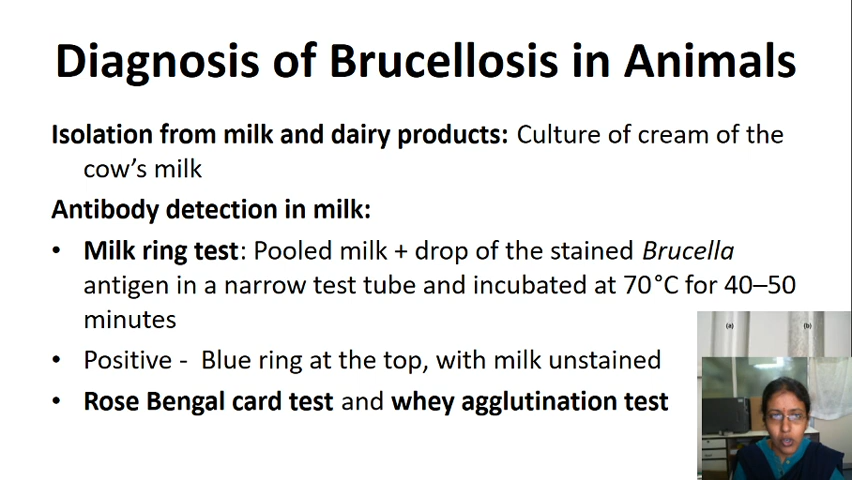 Diagnosis of Brucellosis in Animals
Isolation from milk and dairy products: Culture of cream of the
cow's milk
Antibody detection in milk:
• Milk ring test: Pooled milk + drop of the stained Brucella
antigen in a narrow test tube and incubated at 70°C for 40–50
minutes
(a) (b)
• Positive - Blue ring at the top, with milk unstained
• Rose Bengal card test and whey agglutination test